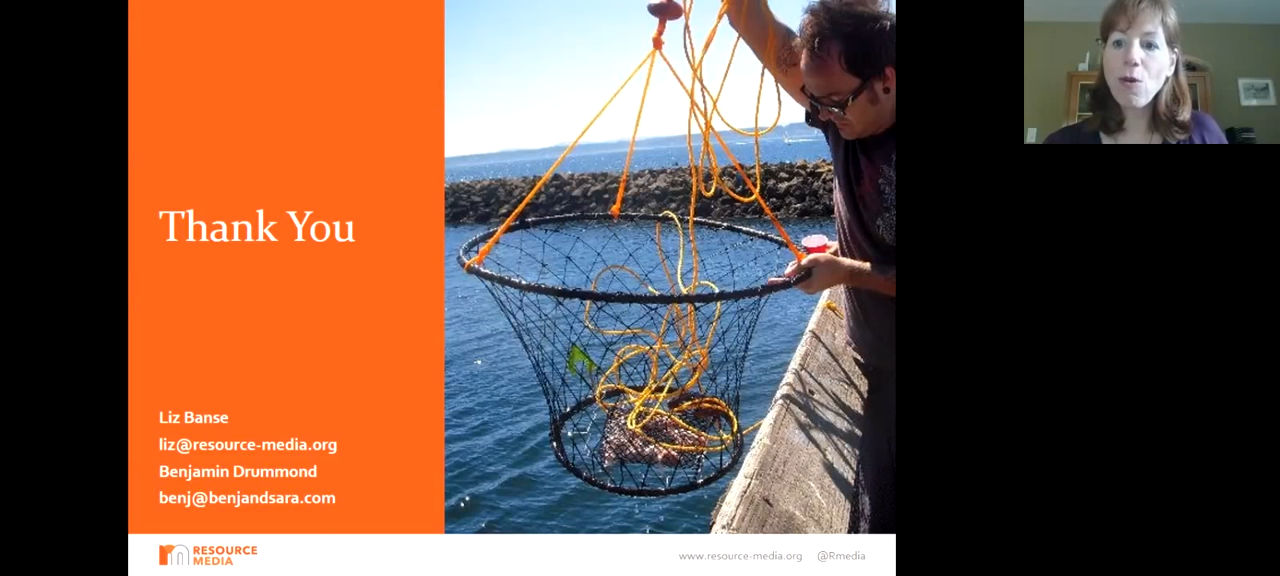 Thank You
Liz Banse
liz@resource-media.org
Benjamin Drummond
benj@benjandsara.com
RESOURCE
MEDIA
www.resource-media.org @Rmedia